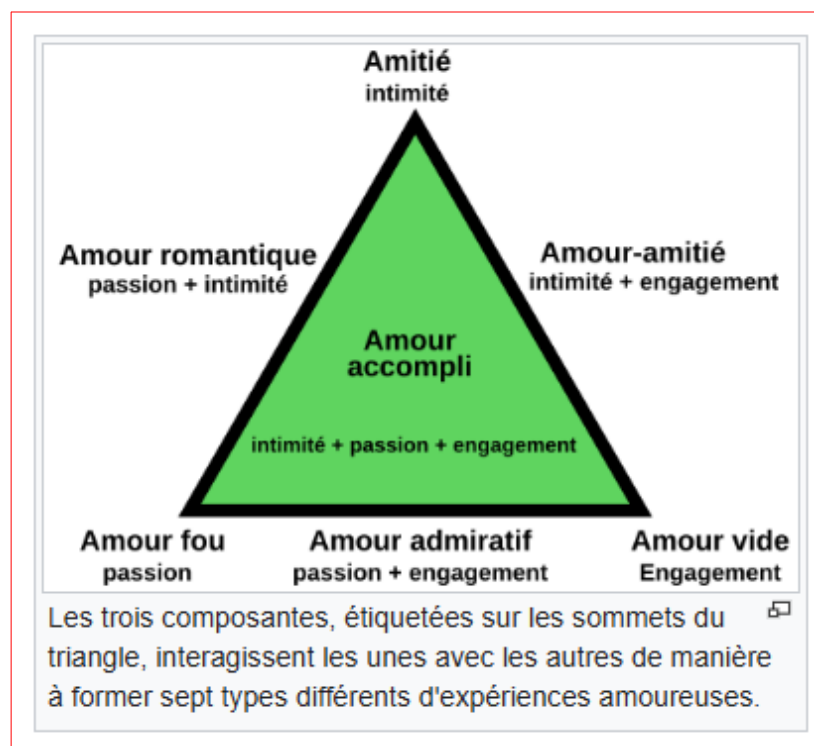 Amitié
intimité
Amour romantique
passion + intimité
Amour-amitié
intimité + engagement
Amour
accompli
intimité + passion + engagement
Amour fou
passion
Amour admiratif
passion + engagement
Amour vide
Engagement
Les trois composantes, étiquetées sur les sommets du
triangle, interagissent les unes avec les autres de manière
à former sept types différents d'expériences amoureuses.